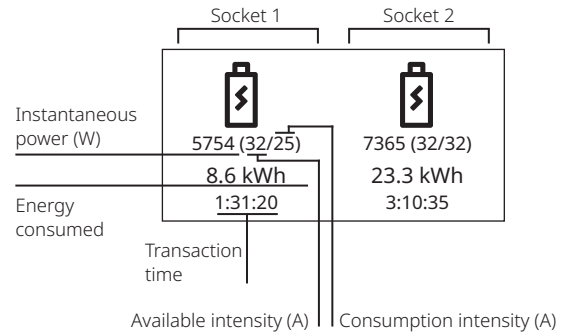 Socket 1
Socket 2
Instantaneous
power (W)
5754 (32/25)
7365 (32/32)
8.6 kWh
23.3 kWh
Energy
consumed
1:31:20
3:10:35
Transaction
time
Available intensity (A)
Consumption intensity (A)